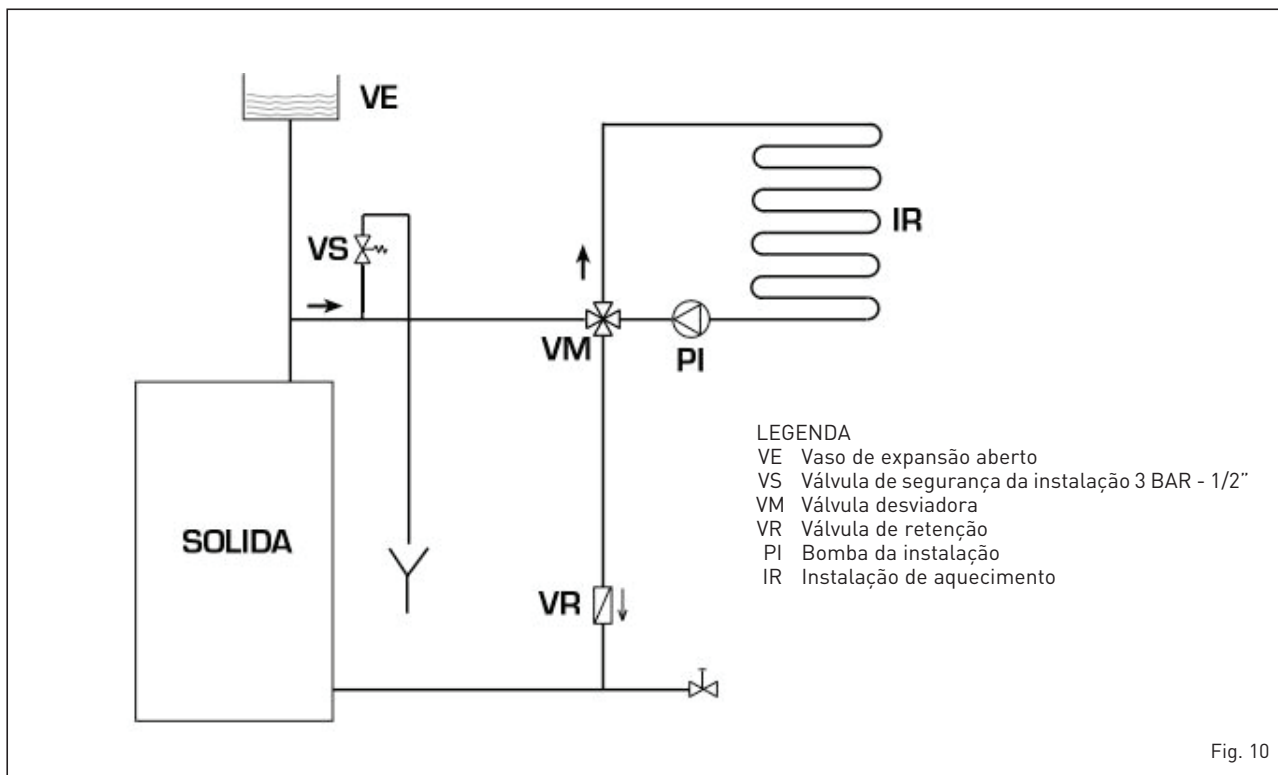 VE
VS
IR
VM
PI
LEGENDA
VE Vaso de expansão aberto
VS Válvula de segurança da instalação 3 BAR - 1/2”
VM Válvula desviadora
VR Válvula de retenção
PI Bomba da instalação
IR Instalação de aquecimento
SOLIDA
VR
Fig. 10